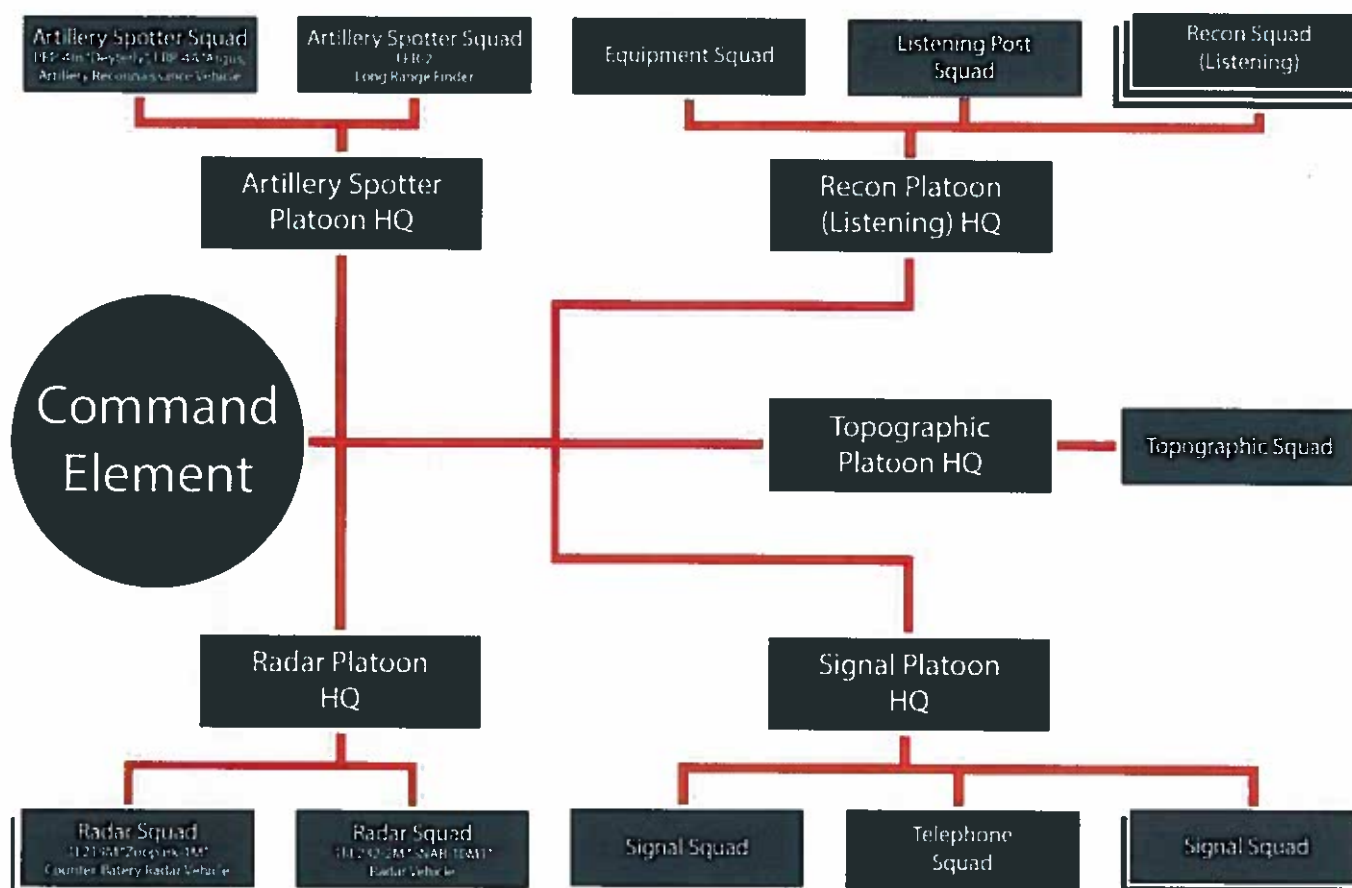 Artillery Spotter Squad
Artillery Reconnaissance Vehicle
Artillery Spotter Squad
Long Range Finder
Equipment Squad
Listening Post
Squad
Recon Squad
(Listening)
Artillery Spotter
Platoon HQ
Recon Platoon
(Listening) HQ
Command
Element
Topographic
Platoon HQ
Topographic Squad
Radar Platoon
HQ
Signal Platoon
HQ
Radar Squad
Counter Batery Radar Vehicle
Radar Squad
Radar Vehicle
Signal Squad
Telephone
Squad
Signal Squad